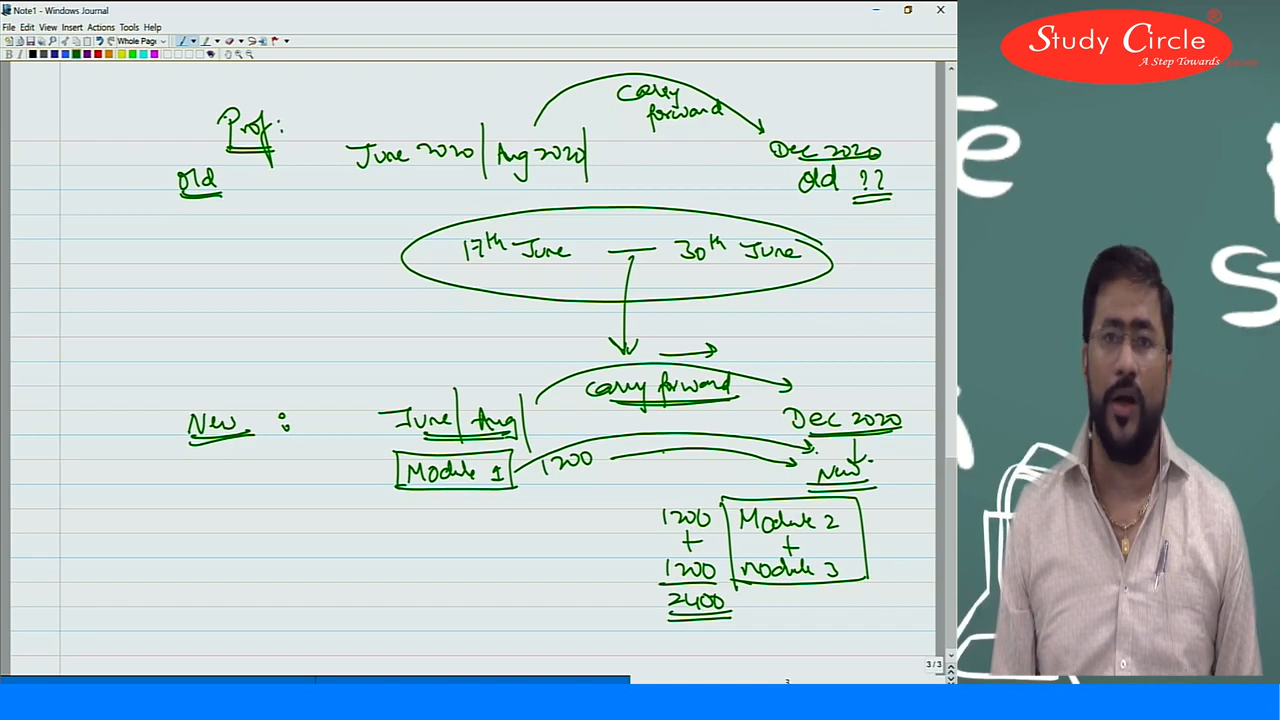 Note1 - Windows Journal
File Edit View Insert Actions Tools Help
Whole Page
B I
Study Circle ®
A Step Towards
Carry
forward
Prof:
June 2020 | Aug 2020
Dec 2020
Old
Old ??
17th June — 30th June
Carry forward
New :
June | Aug
Dec 2020
Module 1
1200
New
1200 Module 2
+ +
1200 Module 3
2400
3/3
3